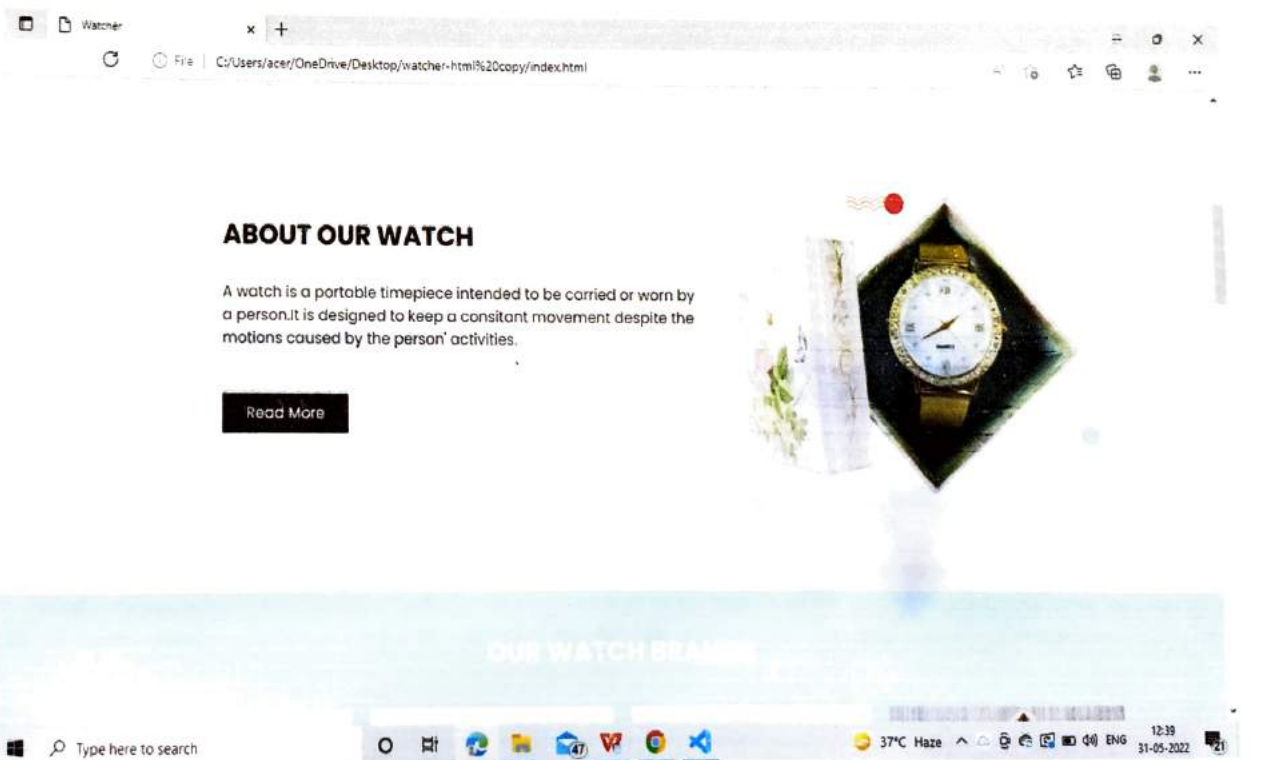 Watcher
File C:/Users/acer/OneDrive/Desktop/watcher-html%20copy/index.html
ABOUT OUR WATCH
A watch is a portable timepiece intended to be carried or worn by
a person.It is designed to keep a consitant movement despite the
motions caused by the person' activities.
Read More
OUR WATCH
Type here to search
47
37°C Haze
ENG
12:39
31-05-2022
21